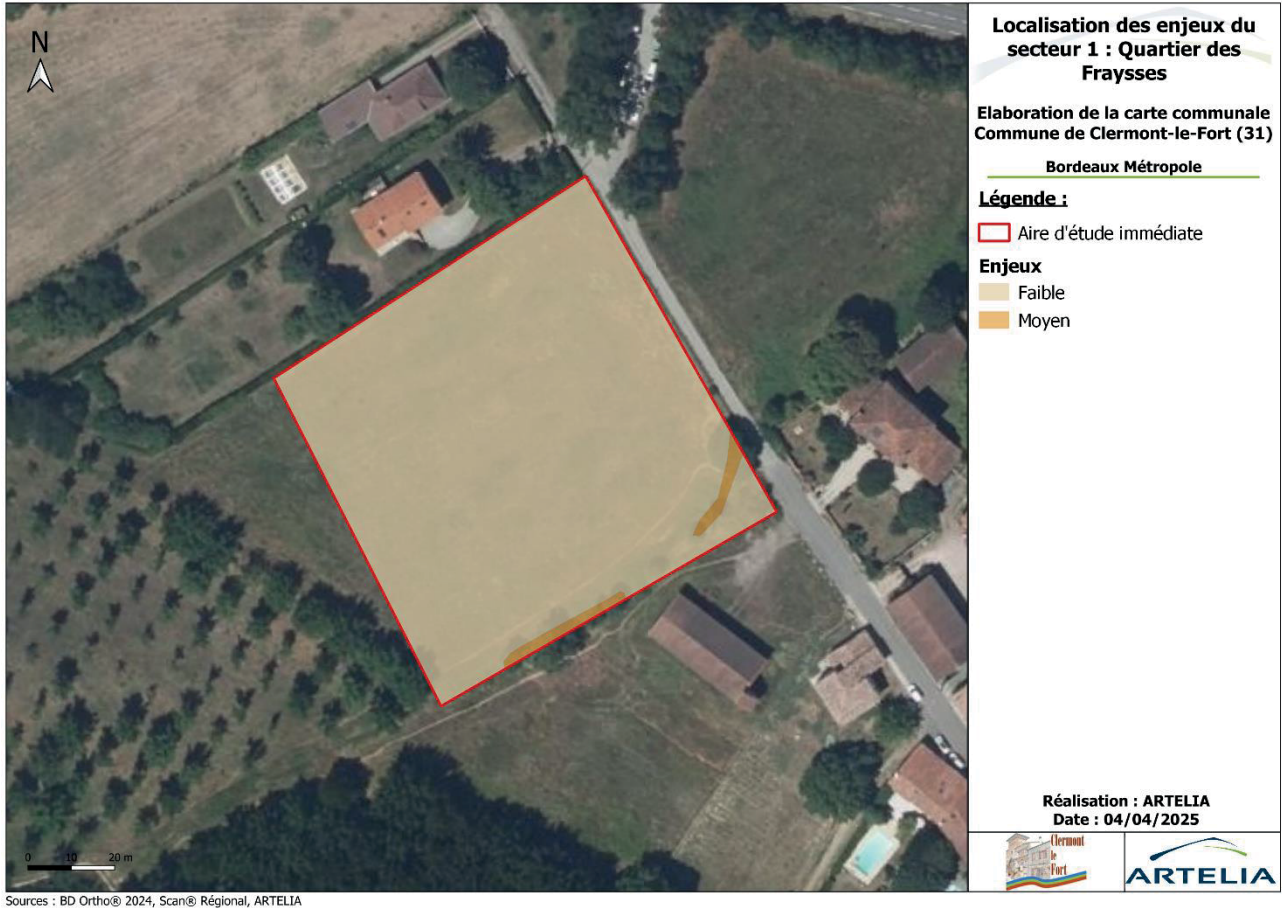 N
0 10 20 m
Localisation des enjeux du
secteur 1 : Quartier des
Fraysses
Elaboration de la carte communale
Commune de Clermont-le-Fort (31)
Bordeaux Métropole
Légende :
Aire d'étude immédiate
Enjeux
Faible
Moyen
Réalisation : ARTELIA
Date : 04/04/2025
Clermont
le
Fort
ARTELIA
Sources : BD Ortho® 2024, Scan® Régional, ARTELIA